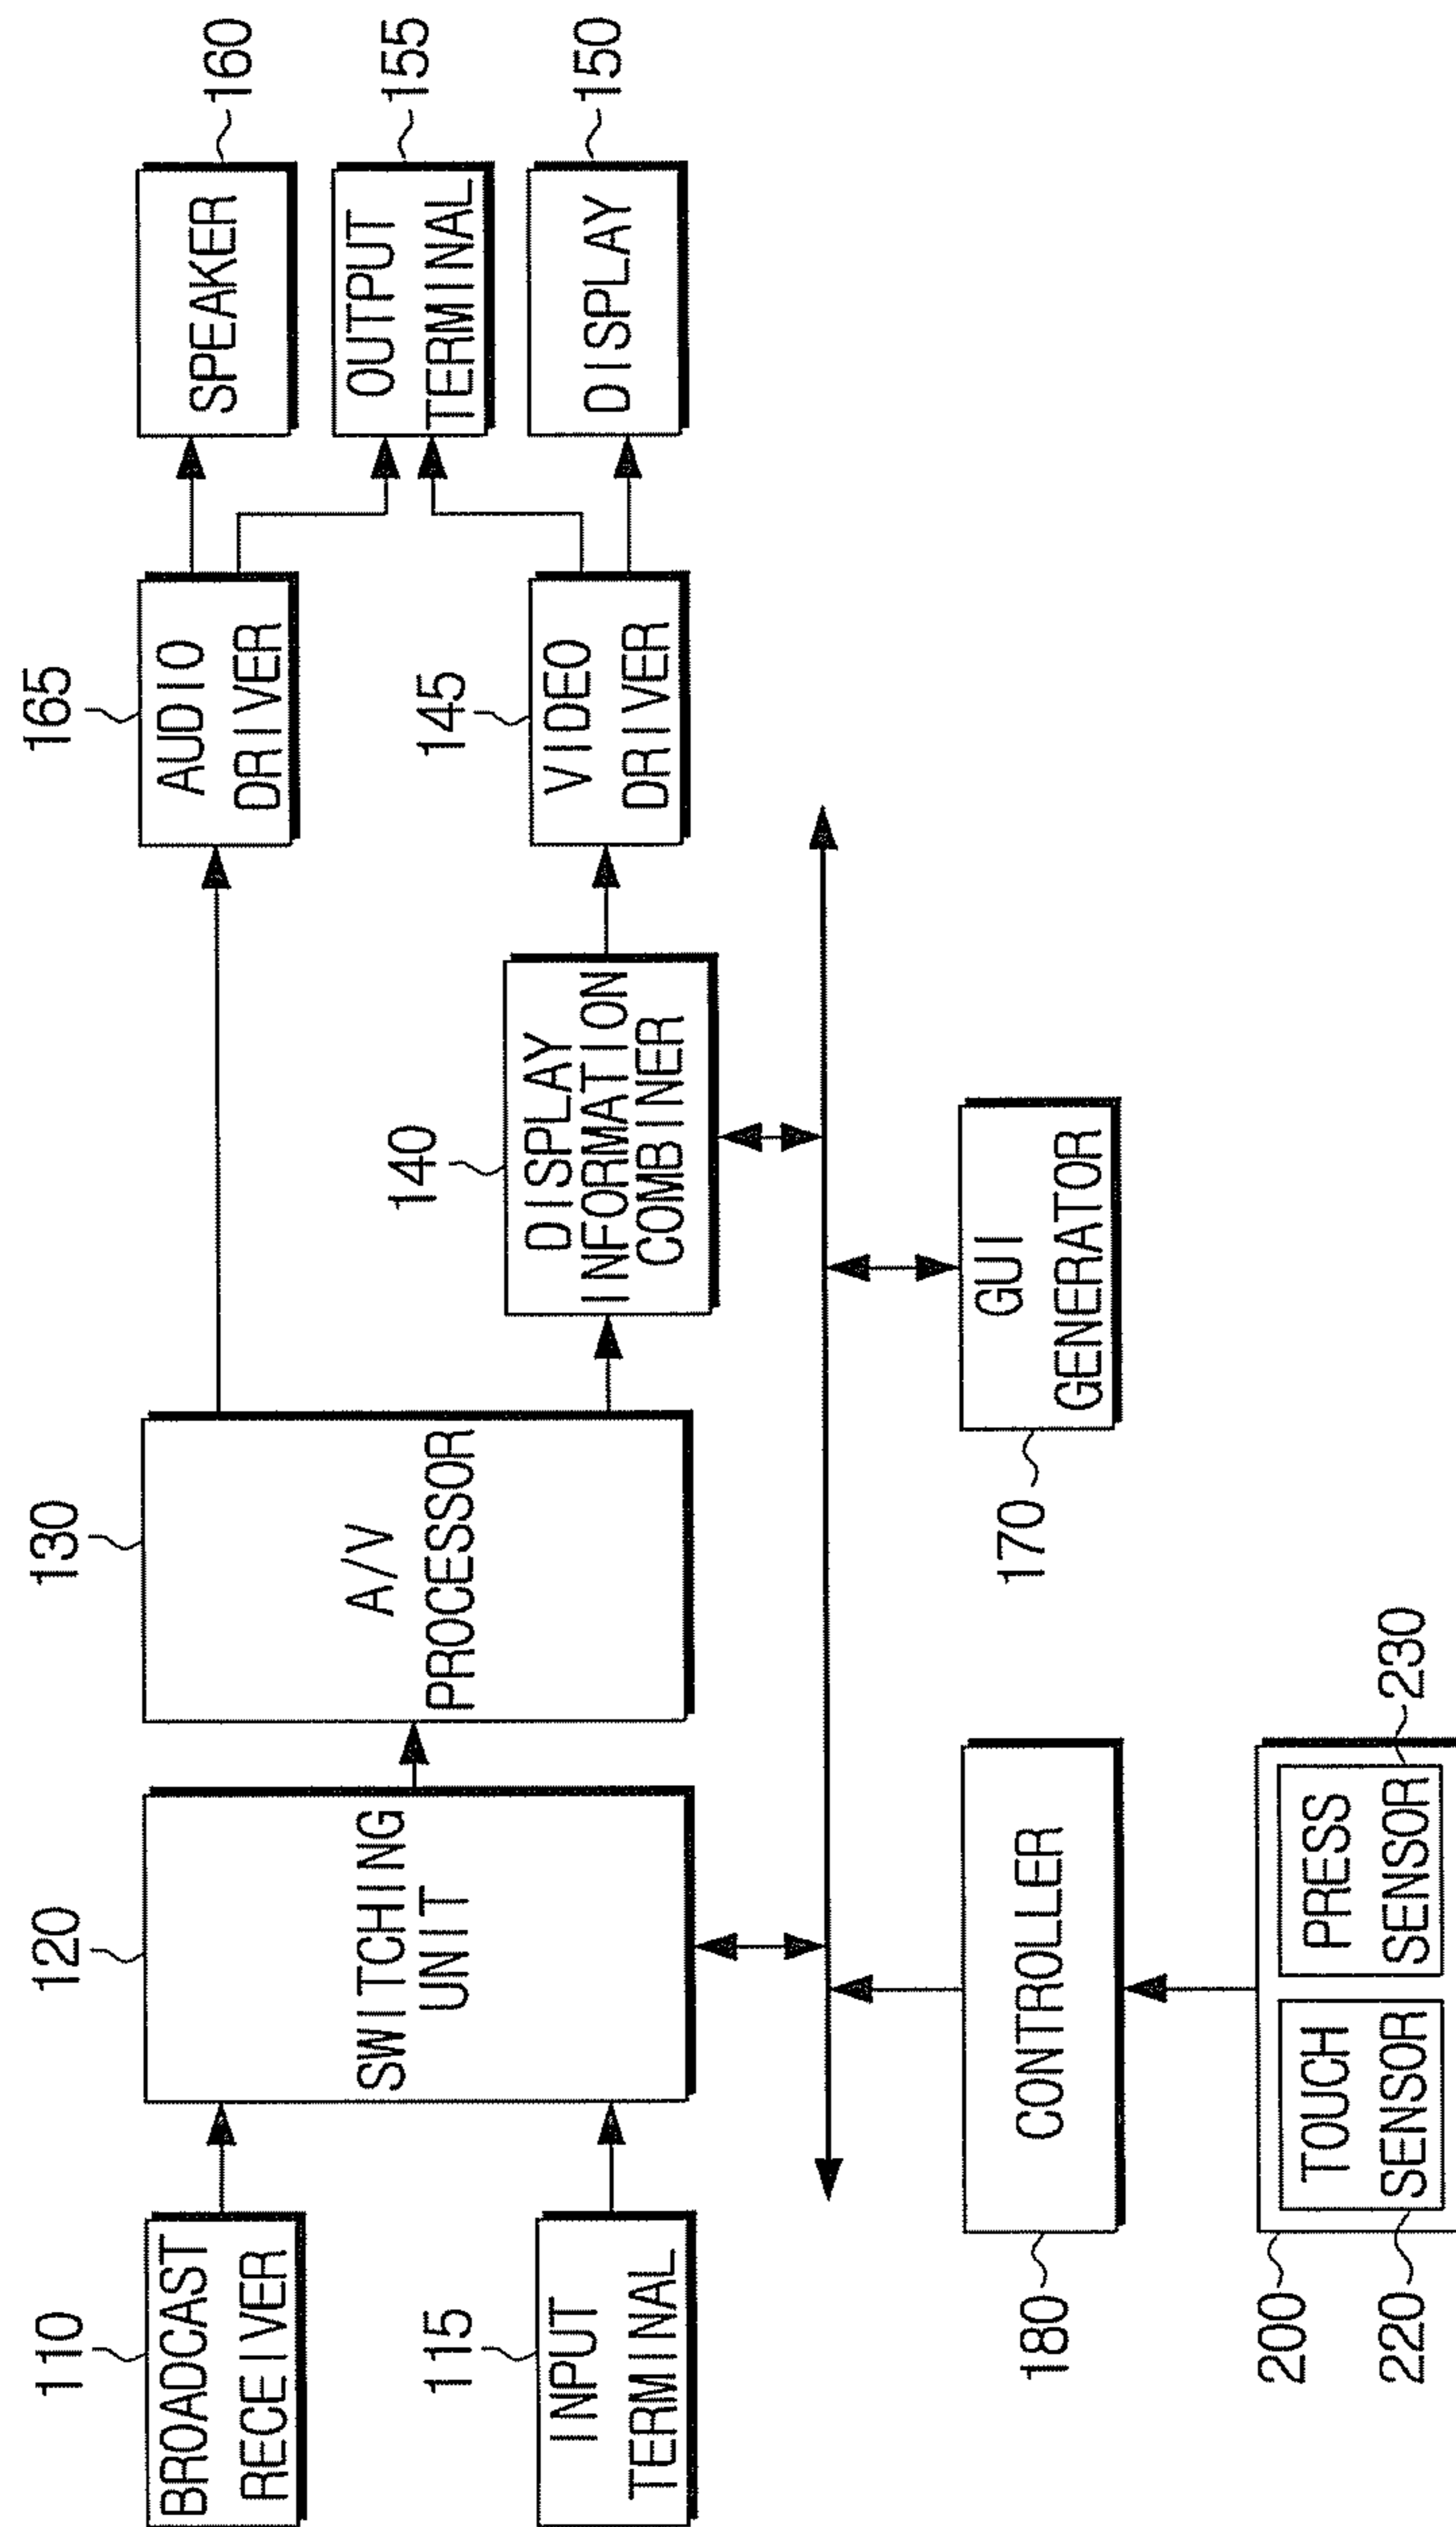 110
BROADCAST
RECEIVER
115
INPUT
TERMINAL
120
SWITCHING
UNIT
130
A/V
PROCESSOR
140
DISPLAY
INFORMATION
COMBINER
165
AUDIO
DRIVER
145
VIDEO
DRIVER
SPEAKER
160
OUTPUT
TERMINAL
155
DISPLAY
150
GUI
GENERATOR
170
CONTROLLER
180
200
TOUCH
SENSOR
220
PRESS
SENSOR
230